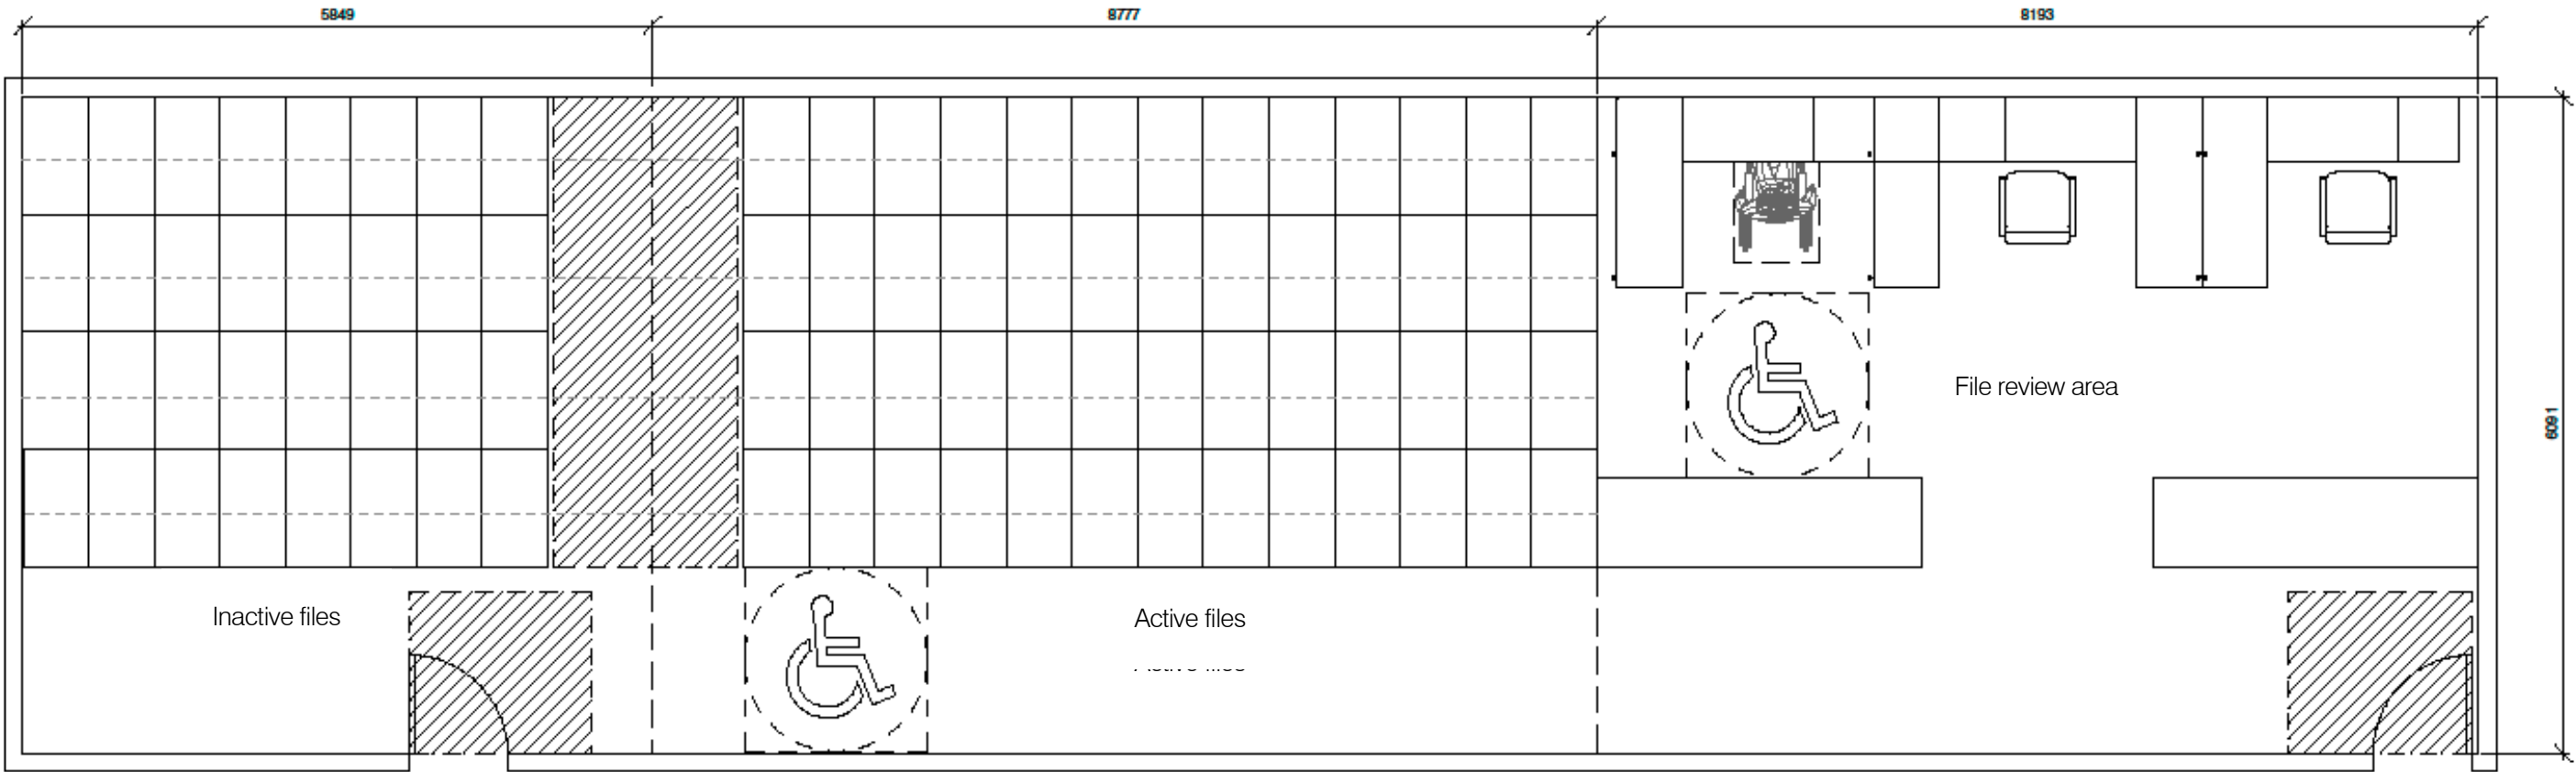 5849
8777
8193
File review area
6091
Inactive files
Active files